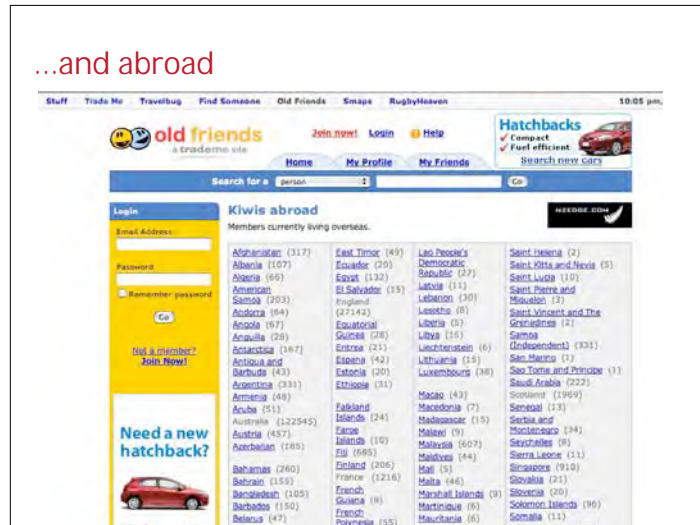 ...and abroad
Stuff Trade Me Travelbug Find Someone Old Friends Smaps RugbyHeaven 10:05 pm,
old friends
a trademe site
Join now! Login Help
Home My Profile My Friends
Hatchbacks
Compact
Fuel efficient
Search new cars
Search for a person Go
Login
Email Address:
Password
Remember password
Go
Not a member?
Join Now!
Need a new
hatchback?
Kiwis abroad
Members currently living overseas.
NZEDGE.COM
Afghanistan (317)
Albania (107)
Algeria (66)
American
Samoa (203)
Andorra (64)
Angola (67)
Anguilla (28)
Antarctica (167)
Antigua and
Barbuda (43)
Argentina (331)
Armenia (48)
Aruba (51)
Australia (122545)
Austria (457)
Azerbaijan (185)
Bahamas (260)
Bahrain (155)
Bangladesh (105)
Barbados (150)
Belarus (47)
East Timor (49)
Ecuador (20)
Egypt (132)
El Salvador (15)
England
(27142)
Equatorial
Guinea (28)
Eritrea (21)
Espana (42)
Estonia (20)
Ethiopia (31)
Falkland
Islands (24)
Faroe
Islands (10)
Fiji (685)
Finland (206)
France (1216)
French
Guiana (8)
French
Polynesia (55)
Lao People's
Democratic
Republic (27)
Latvia (11)
Lebanon (30)
Lesotho (8)
Liberia (5)
Libya (15)
Liechtenstein (6)
Lithuania (15)
Luxembourg (38)
Macao (43)
Macedonia (7)
Madagascar (15)
Malawi (9)
Malaysia (607)
Maldives (44)
Mali (5)
Malta (46)
Marshall Islands (9)
Martinique (6)
Mauritania (6)
Saint Helena (2)
Saint Kitts and Nevis (5)
Saint Lucia (10)
Saint Pierre and
Miquelon (3)
Saint Vincent and The
Grenadines (2)
Samoa
(Independent) (331)
San Marino (1)
Sao Tome and Principe (1)
Saudi Arabia (222)
Scotland (1969)
Senegal (13)
Serbia and
Montenegro (34)
Seychelles (8)
Sierra Leone (11)
Singapore (910)
Slovakia (21)
Slovenia (20)
Solomon Islands (96)
Somalia (11)